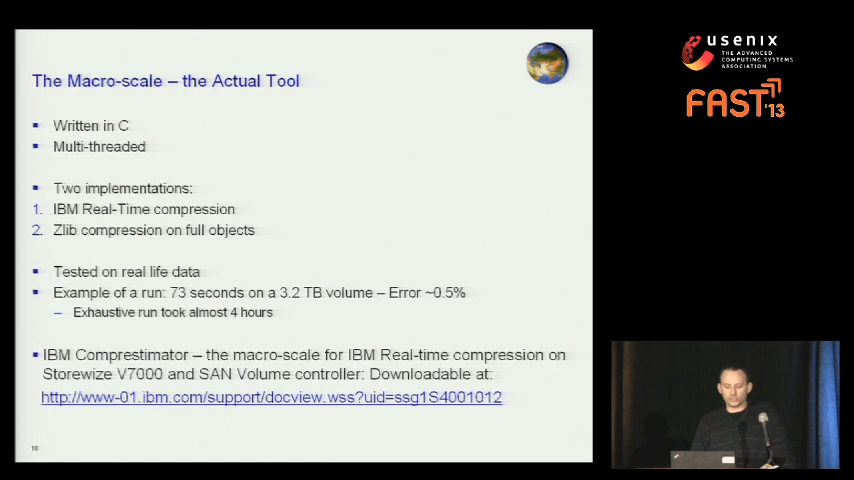 The Macro-scale – the Actual Tool
▪ Written in C
▪ Multi-threaded
▪ Two implementations:
1. IBM Real-Time compression
2. Zlib compression on full objects
▪ Tested on real life data
▪ Example of a run: 73 seconds on a 3.2 TB volume – Error ~0.5%
– Exhaustive run took almost 4 hours
▪ IBM Comprestimator – the macro-scale for IBM Real-time compression on
Storewize V7000 and SAN Volume controller: Downloadable at:
http://www-01.ibm.com/support/docview.wss?uid=ssg1S4001012
10
usenix
THE ADVANCED
COMPUTING SYSTEMS
ASSOCIATION
FAST '13